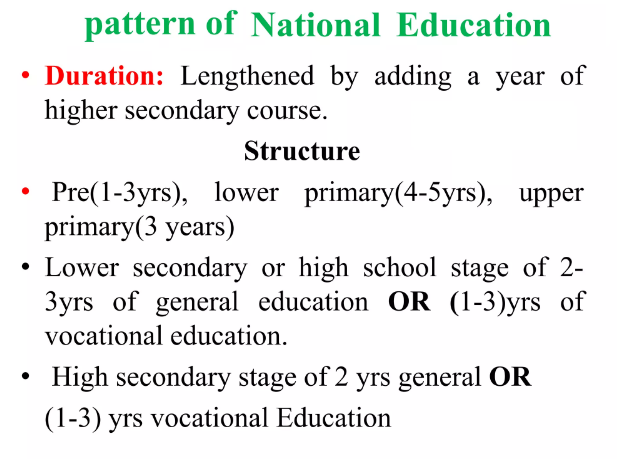 pattern of National Education
• Duration: Lengthened by adding a year of
higher secondary course.
Structure
• Pre(1-3yrs), lower primary(4-5yrs), upper
primary(3 years)
• Lower secondary or high school stage of 2-
3yrs of general education OR (1-3)yrs of
vocational education.
• High secondary stage of 2 yrs general OR
(1-3) yrs vocational Education